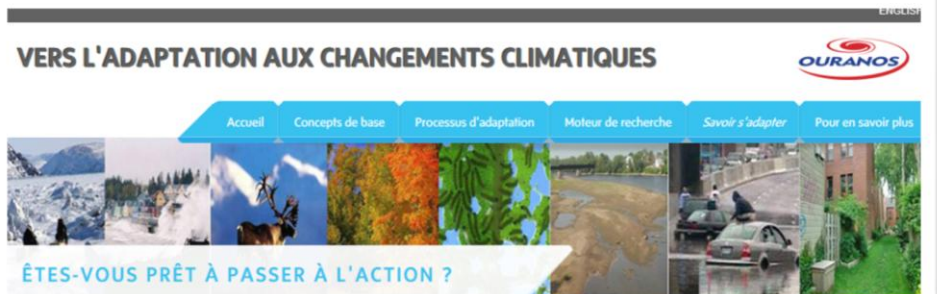 ENGLISH
VERS L'ADAPTATION AUX CHANGEMENTS CLIMATIQUES
OURANOS
Accueil Concepts de base Processus d'adaptation Moteur de recherche Savoir s'adapter Pour en savoir plus
ÊTES-VOUS PRÊT À PASSER À L'ACTION ?